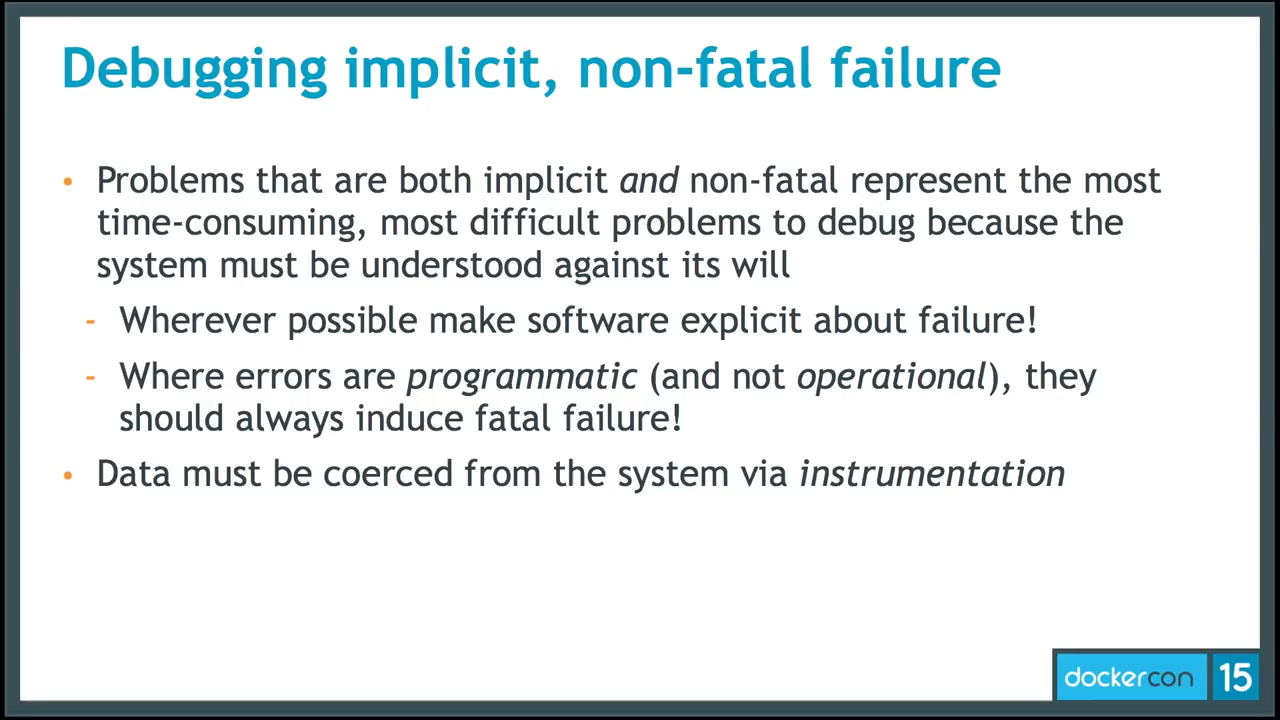 Debugging implicit, non-fatal failure
• Problems that are both implicit and non-fatal represent the most
time-consuming, most difficult problems to debug because the
system must be understood against its will
- Wherever possible make software explicit about failure!
- Where errors are programmatic (and not operational), they
should always induce fatal failure!
• Data must be coerced from the system via instrumentation
dockercon 15